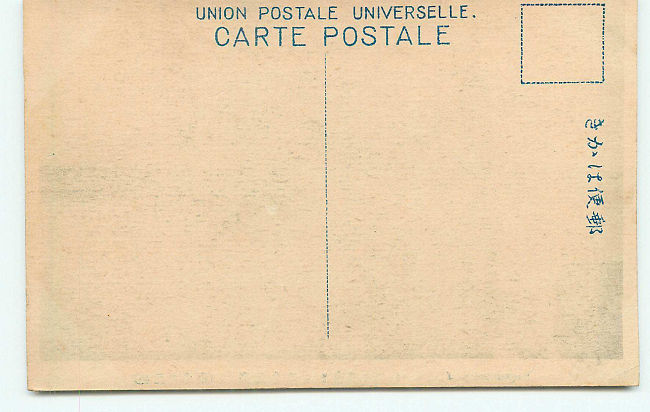 UNION POSTALE UNIVERSELLE.
CARTE POSTALE
きかは便郵